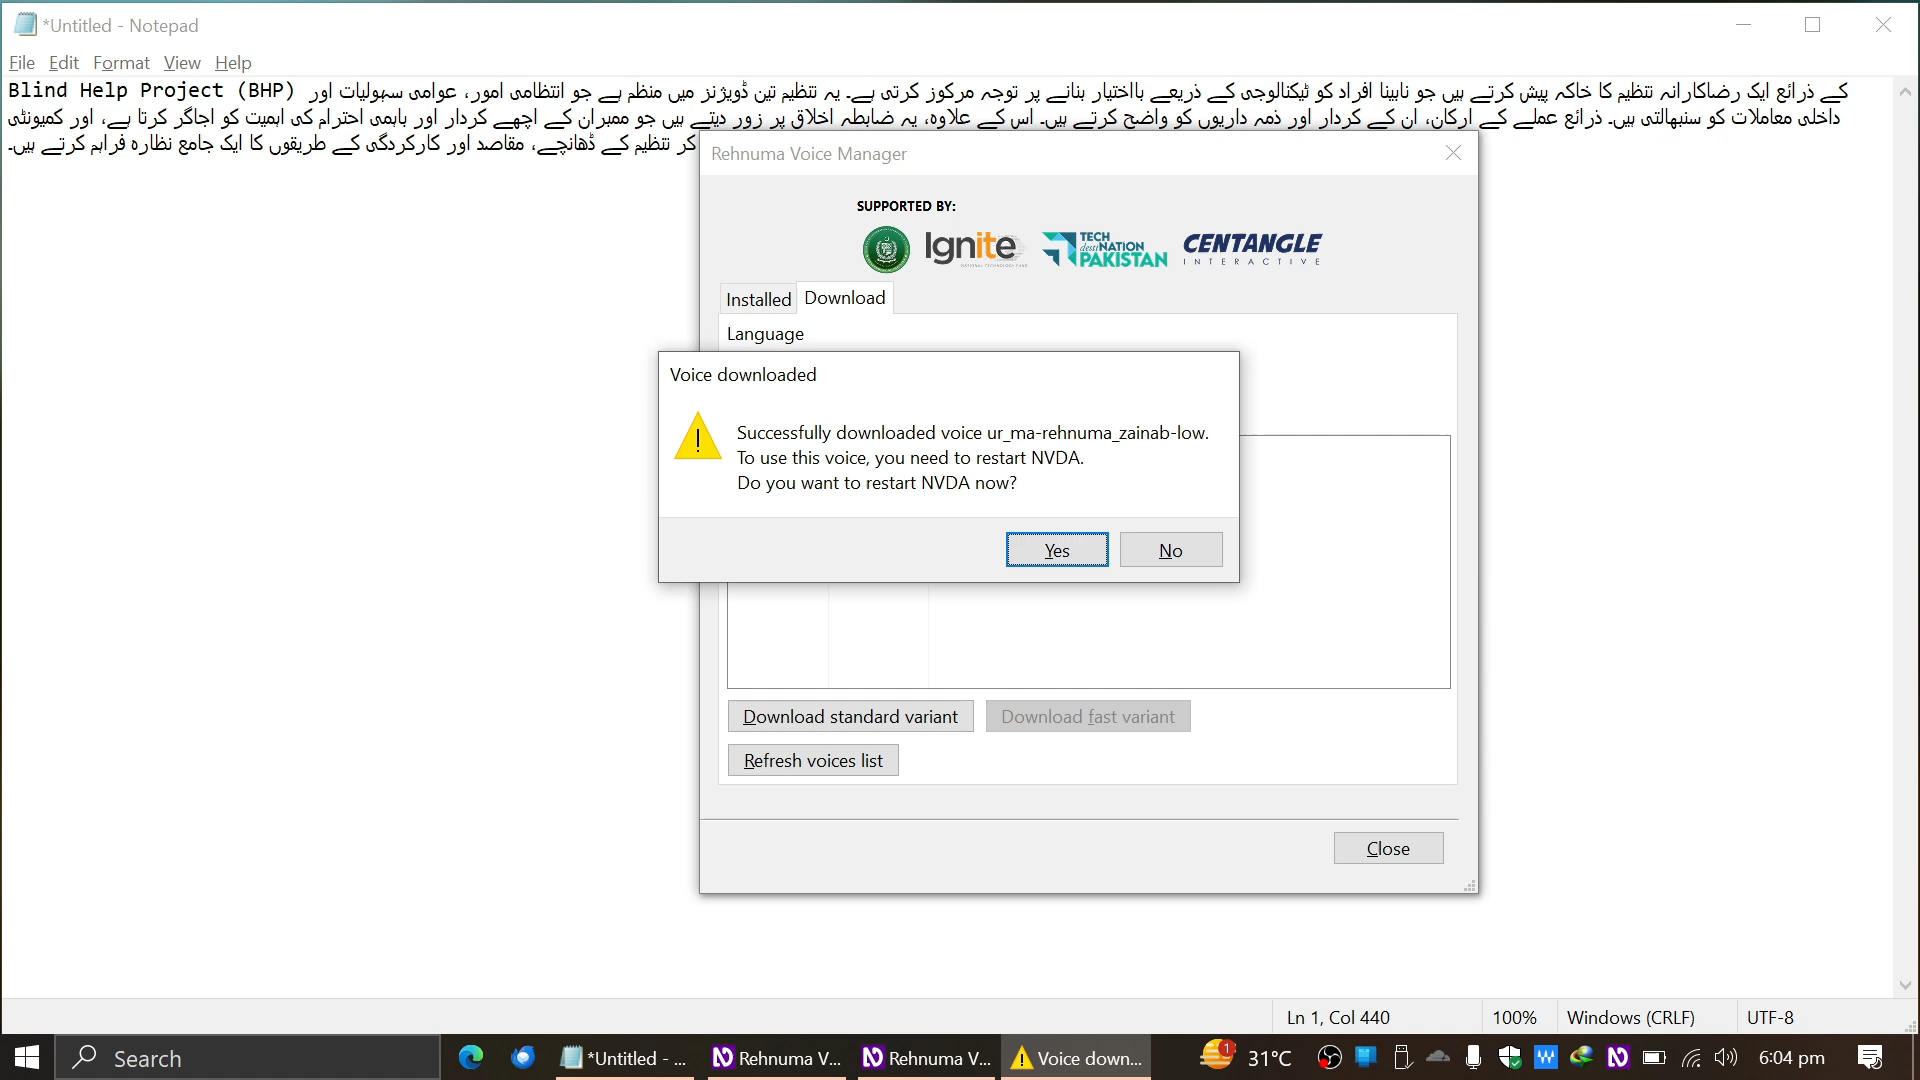 *Untitled - Notepad
File Edit Format View Help
Blind Help Project (BHP) کے ذرائع ایک رضاکارانہ تنظیم کا خاکہ پیش کرتے ہیں جو نابینا افراد کو ٹیکنالوجی کے ذریعے بااختیار بنانے پر توجہ مرکوز کرتی ہے۔ یہ تنظیم تین ڈویژنز میں منظم ہے جو انتظامی امور، عوامی سہولیات اور
داخلی معاملات کو سنبھالتی ہیں۔ ذرائع عملے کے ارکان، ان کے کردار اور ذمہ داریوں کو واضح کرتے ہیں۔ اس کے علاوہ، یہ ضابطہ اخلاق پر زور دیتے ہیں جو ممبران کے اچھے کردار اور باہمی احترام کی اہمیت کو اجاگر کرتا ہے، اور کمیونٹی
کر تنظیم کے ڈھانچے، مقاصد اور کارکردگی کے طریقوں کا ایک جامع نظارہ فراہم کرتے ہیں۔
Rehnuma Voice Manager
SUPPORTED BY:
Ignite
NATIONAL TECHNOLOGY FUND
TECH
destiNATION
PAKISTAN
CENTANGLE
INTERACTIVE
Installed Download
Language
Voice downloaded
Successfully downloaded voice ur_ma-rehnuma_zainab-low.
To use this voice, you need to restart NVDA.
Do you want to restart NVDA now?
Yes No
Download standard variant Download fast variant
Refresh voices list
Close
Ln 1, Col 440 100% Windows (CRLF) UTF-8
Search *Untitled - ... Rehnuma V... Rehnuma V... Voice down... 1 31°C 6:04 pm